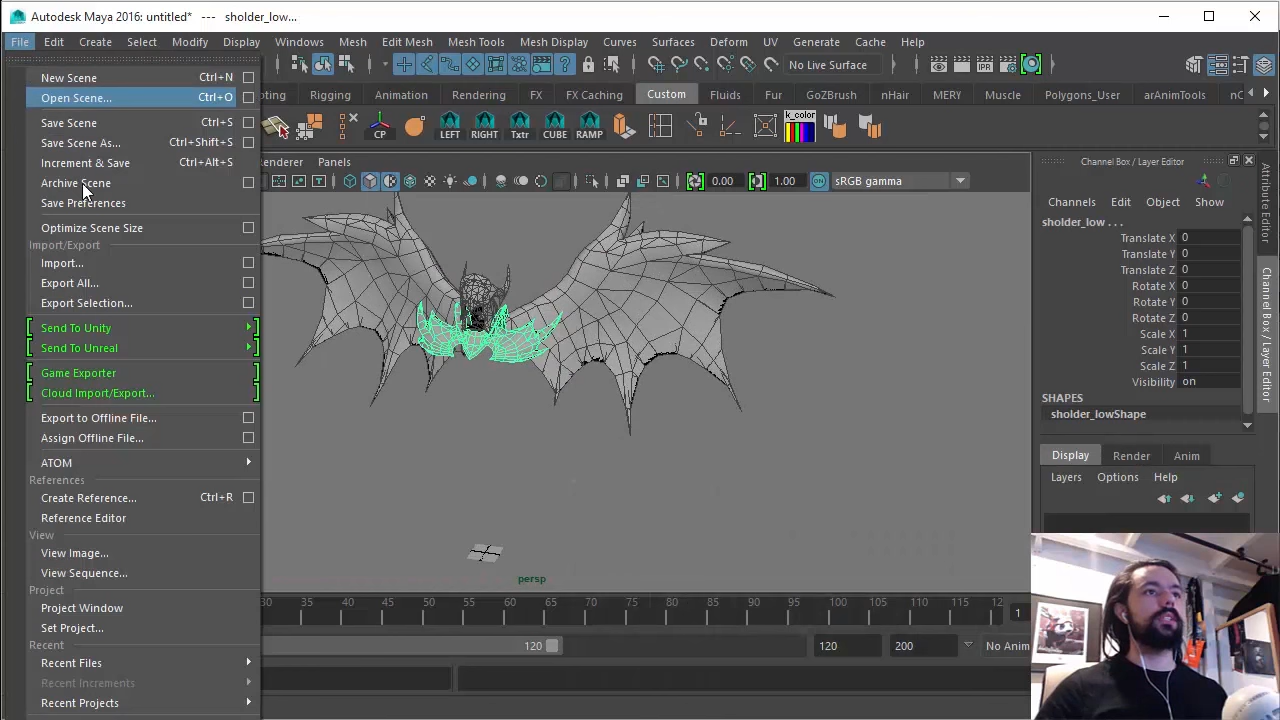 Autodesk Maya 2016: untitled*   ---   sholder_low...
File Edit Create Select Modify Display Windows Mesh Edit Mesh Mesh Tools Mesh Display Curves Surfaces Deform UV Generate Cache Help
No Live Surface
Rigging Animation Rendering FX FX Caching Custom Fluids Fur GoZBrush nHair MERY Muscle Polygons_User arAnimTools
CP LEFT RIGHT Txtr CUBE RAMP k_color
Panels
0.00 1.00 sRGB gamma
New Scene Ctrl+N
Open Scene... Ctrl+O
Save Scene Ctrl+S
Save Scene As... Ctrl+Shift+S
Increment & Save Ctrl+Alt+S
Archive Scene
Save Preferences
Optimize Scene Size
Import/Export
Import...
Export All...
Export Selection...
Send To Unity
Send To Unreal
Game Exporter
Cloud Import/Export...
Export to Offline File...
Assign Offline File...
ATOM
References
Create Reference... Ctrl+R
Reference Editor
View
View Image...
View Sequence...
Project
Project Window
Set Project...
Recent
Recent Files
Recent Increments
Recent Projects
persp
30 35 40 45 50 55 60 65 70 75 80 85 90 95 100 105 110 115 12
1
120 120 200 No Anim
Channel Box / Layer Editor
Channels Edit Object Show
sholder_low . . .
Translate X 0
Translate Y 0
Translate Z 0
Rotate X 0
Rotate Y 0
Rotate Z 0
Scale X 1
Scale Y 1
Scale Z 1
Visibility on
SHAPES
sholder_lowShape
Display Render Anim
Layers Options Help
Attribute Editor
Channel Box / Layer Editor